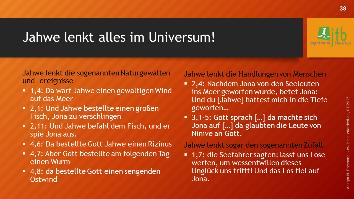 39
Jahwe lenkt alles im Universum!
jtb
Jahwe lenkt die sogenannten Naturgewalten
und -ereignisse
1,4: Da warf Jahwe einen gewaltigen Wind
auf das Meer
2,1: Und Jahwe bestellte einen großen
Fisch, Jona zu verschlingen
2,11: Und Jahwe befahl dem Fisch, und er
spie Jona aus.
4,6: Da bestellte Gott Jahwe einen Rizinus
4,7: Aber Gott bestellte am folgenden Tag
einen Wurm
4,8: da bestellte Gott einen sengenden
Ostwind
Jahwe lenkt die Handlungen von Menschen
2,4: Nachdem Jona von den Seeleuten
ins Meer geworfen wurde, betet Jona:
Und du [Jahwe] hattest mich in die Tiefe
geworfen…
3,1-5: Gott sprach […] da machte sich
Jona auf […] da glaubten die Leute von
Ninive an Gott.
Jahwe lenkt sogar den sogenannten Zufall
1,7: die Seefahrer sagten: lasst uns Lose
werfen, um wessentwillen dieses
Unglück uns trifft! Und das Los fiel auf
Jona.